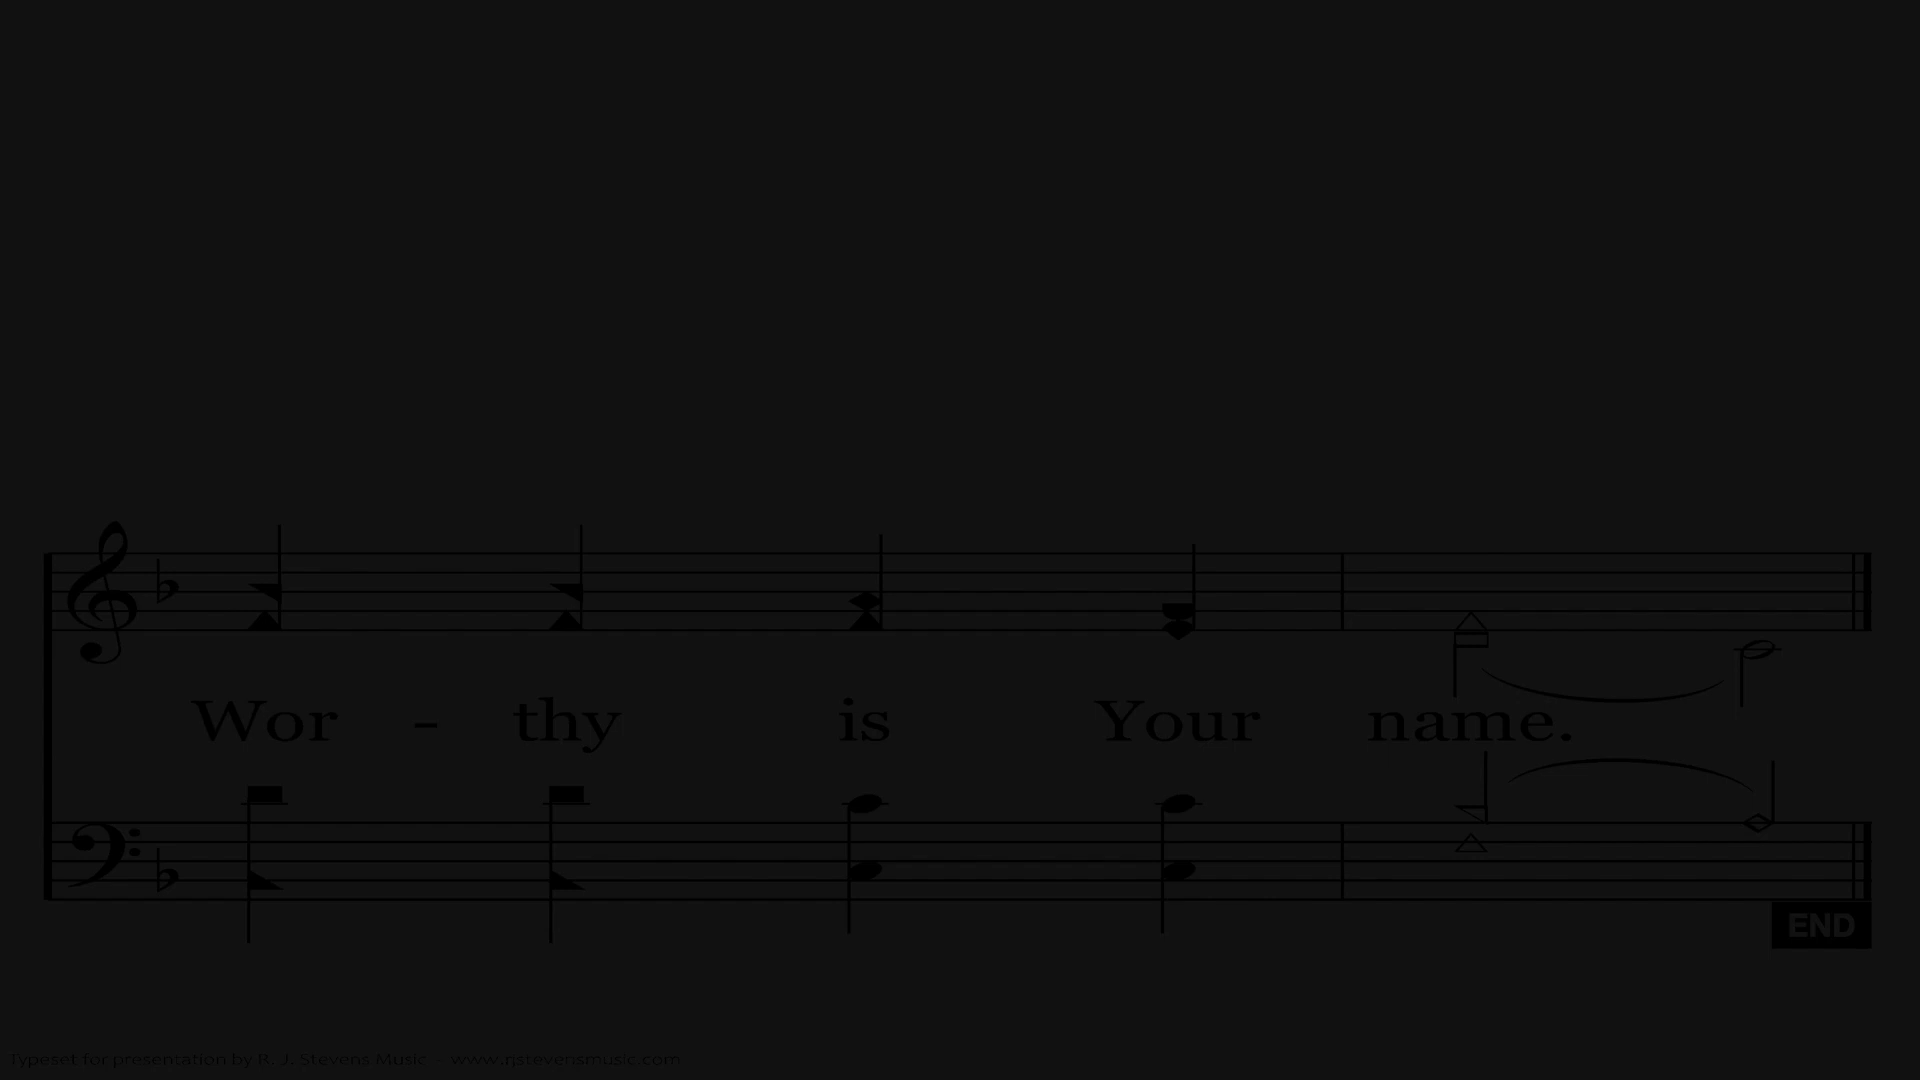 Wor - thy is Your name.
END
Typeset for presentation by R. J. Stevens Music - www.rjstevensmusic.com